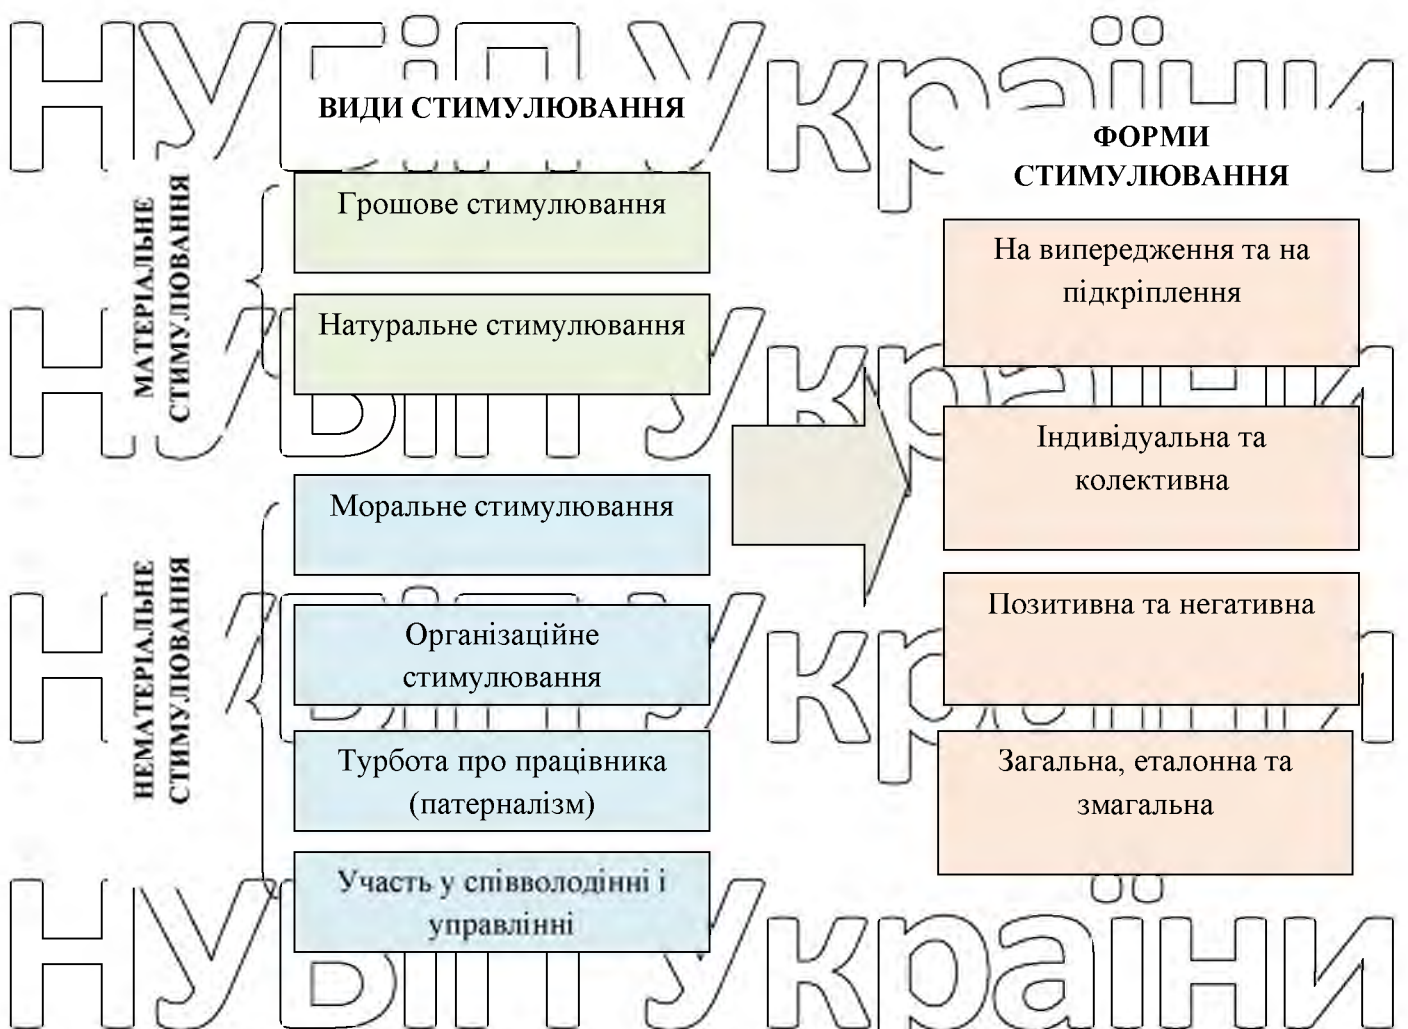 НУБіП України
ВИДИ СТИМУЛЮВАННЯ
ФОРМИ
СТИМУЛЮВАННЯ
МАТЕРІАЛЬНЕ
СТИМУЛЮВАННЯ
Грошове стимулювання
Натуральне стимулювання
НУБіП України
НЕМАТЕРІАЛЬНЕ
СТИМУЛЮВАННЯ
Моральне стимулювання
Організаційне
стимулювання
НУБіП України
Турбота про працівника
(патерналізм)
Участь у співволодінні і
управлінні
НУБіП України
На випередження та на
підкріплення
Індивідуальна та
колективна
Позитивна та негативна
Загальна, еталонна та
змагальна